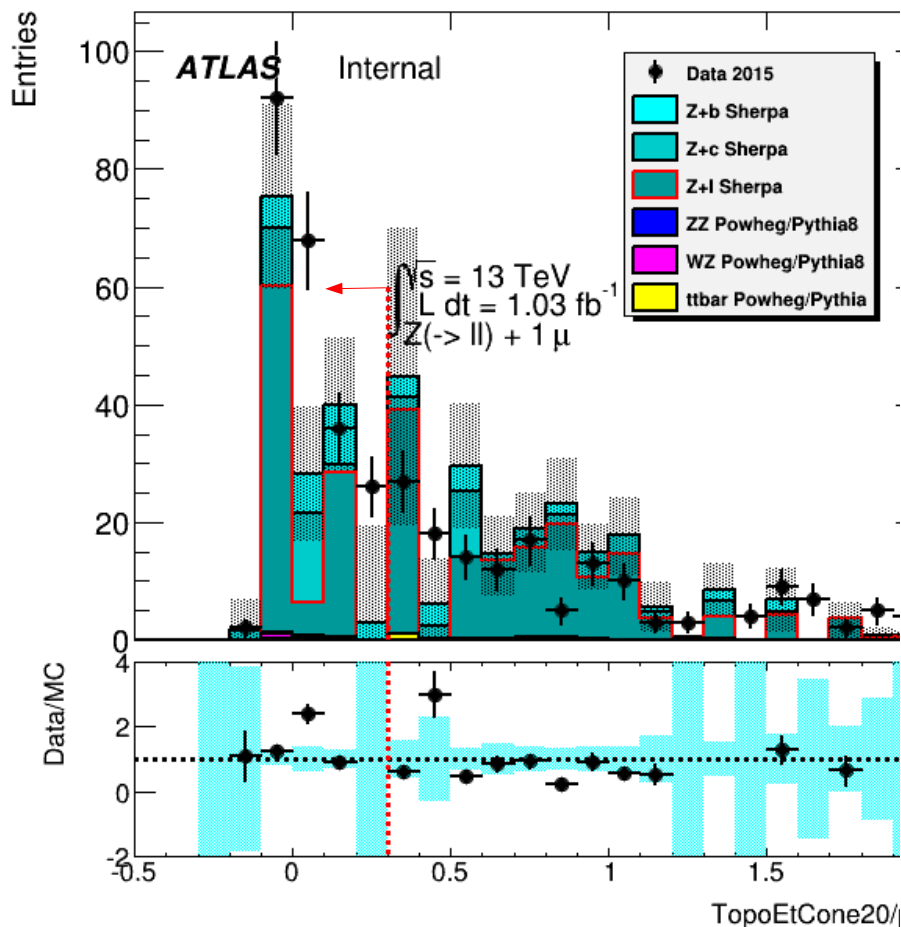 Entries
100
80
60
40
20
0
ATLAS Internal
Data 2015
Z+b Sherpa
Z+c Sherpa
Z+l Sherpa
ZZ Powheg/Pythia8
WZ Powheg/Pythia8
ttbar Powheg/Pythia
√s = 13 TeV
∫ L dt = 1.03 fb⁻¹
Z(-> ll) + 1 μ
Data/MC
4
2
0
-2
-0.5 0 0.5 1 1.5
TopoEtCone20/